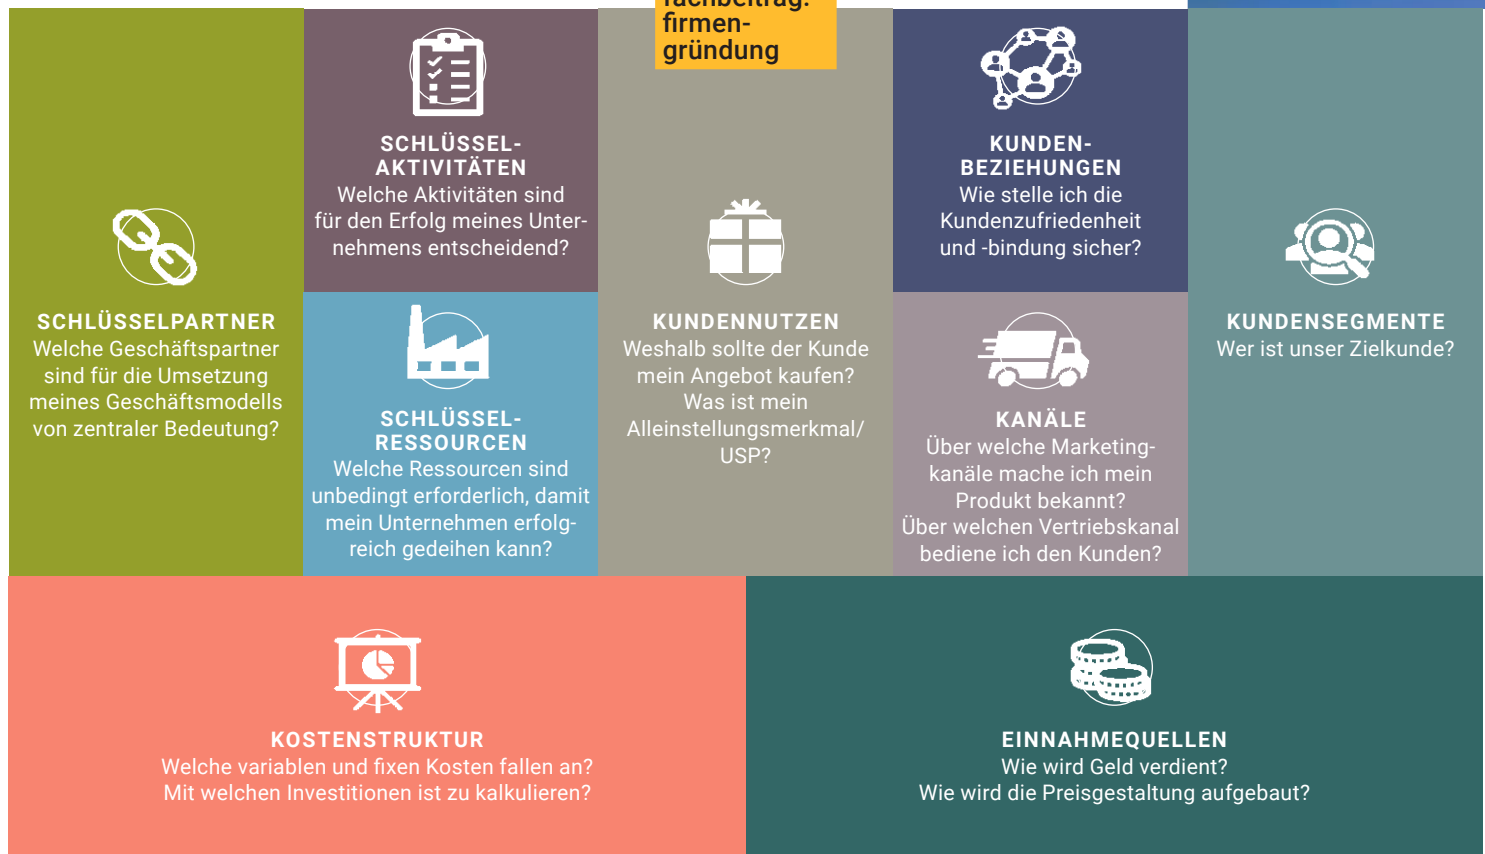 fachbeitrag:
firmen-
gründung
SCHLÜSSELPARTNER
Welche Geschäftspartner
sind für die Umsetzung
meines Geschäftsmodells
von zentraler Bedeutung?
SCHLÜSSEL-
AKTIVITÄTEN
Welche Aktivitäten sind
für den Erfolg meines Unter-
nehmens entscheidend?
SCHLÜSSEL-
RESSOURCEN
Welche Ressourcen sind
unbedingt erforderlich, damit
mein Unternehmen erfolg-
reich gedeihen kann?
KUNDENNUTZEN
Weshalb sollte der Kunde
mein Angebot kaufen?
Was ist mein
Alleinstellungsmerkmal/
USP?
KUNDEN-
BEZIEHUNGEN
Wie stelle ich die
Kundenzufriedenheit
und -bindung sicher?
KANÄLE
Über welche Marketing-
kanäle mache ich mein
Produkt bekannt?
Über welchen Vertriebskanal
bediene ich den Kunden?
KUNDENSEGMENTE
Wer ist unser Zielkunde?
KOSTENSTRUKTUR
Welche variablen und fixen Kosten fallen an?
Mit welchen Investitionen ist zu kalkulieren?
EINNAHMEQUELLEN
Wie wird Geld verdient?
Wie wird die Preisgestaltung aufgebaut?